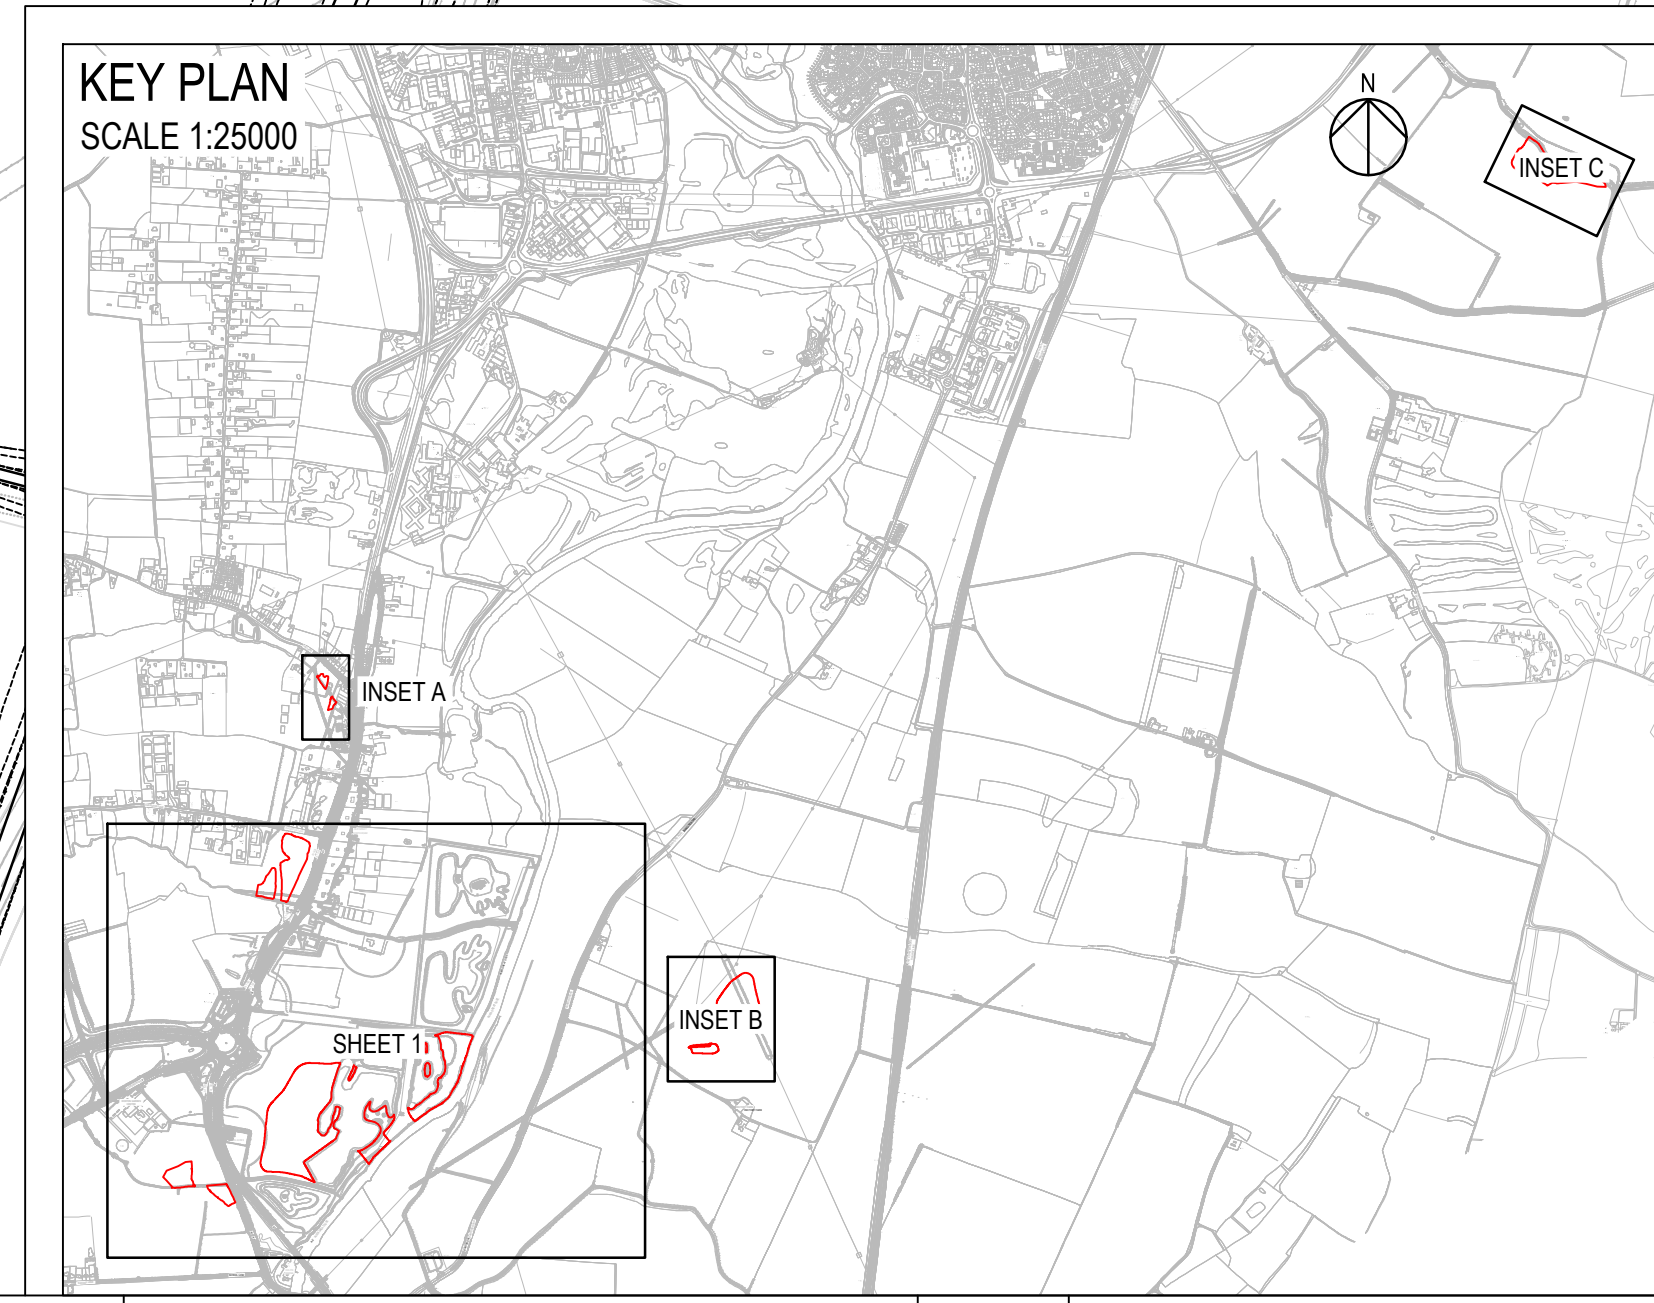 KEY PLAN
SCALE 1:25000
N
INSET C
INSET A
SHEET 1
INSET B